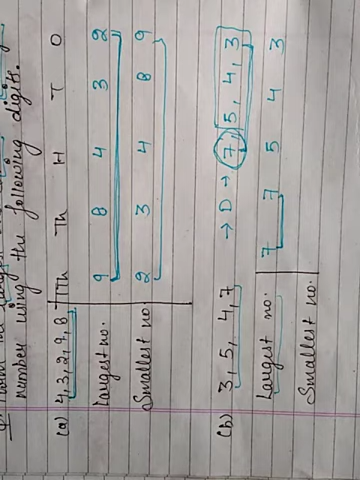 number using the following digit.
(a) 4,3,2,9,8 TTh Th H T O
Largest no. 9 8 4 3 2
Smallest no 2 3 4 8 9
(b) 3, 5, 4, 7 → D → 7, 5, 4, 3
Largest no. 7 7 5 4 3
Smallest no.